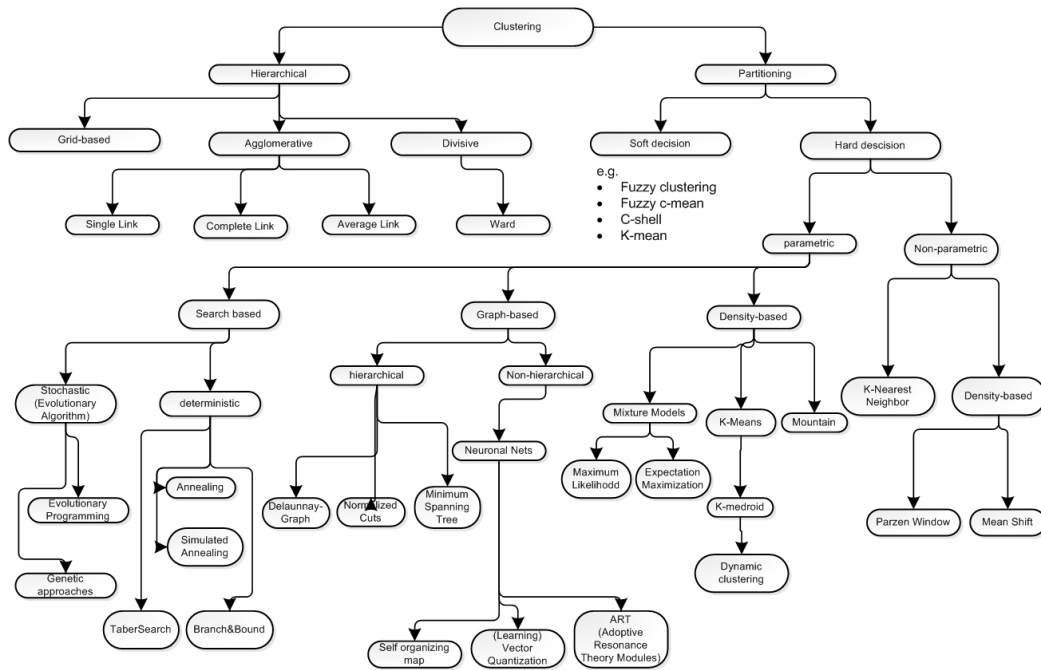 Clustering
Hierarchical
Partitioning
Grid-based
Agglomerative
Divisive
Soft decision
Hard descision
e.g.
• Fuzzy clustering
• Fuzzy c-mean
• C-shell
• K-mean
Single Link
Complete Link
Average Link
Ward
parametric
Non-parametric
Search based
Graph-based
Density-based
Stochastic
(Evolutionary
Algorithm)
deterministic
hierarchical
Non-hierarchical
Mixture Models
K-Means
Mountain
K-Nearest
Neighbor
Density-based
Neuronal Nets
Maximum
Likelihodd
Expectation
Maximization
Annealing
Evolutionary
Programming
Delaunnay-
Graph
Normalized
Cuts
Minimum
Spanning
Tree
K-medroid
Parzen Window
Mean Shift
Simulated
Annealing
Genetic
approaches
Dynamic
clustering
TaberSearch
Branch&Bound
Self organizing
map
(Learning)
Vector
Quantization
ART
(Adoptive
Resonance
Theory Modules)